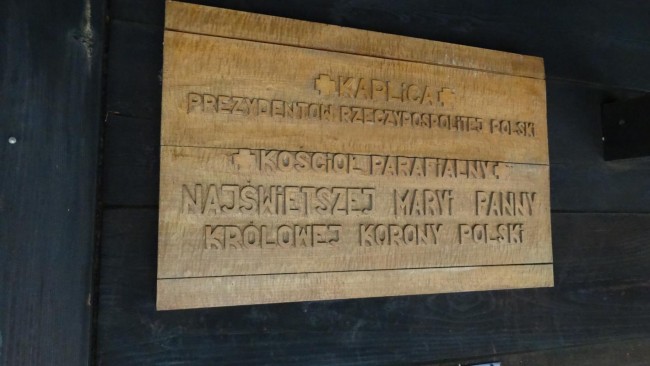 KAPLiCA
PREZYDENTÓW RZECZYPOSPOLiTEJ POLSKi
KOŚCiÓŁ PARAFiALNY
NAJŚWiĘTSZEJ MARYi PANNY
KRÓLOWEJ KORONY POLSKi